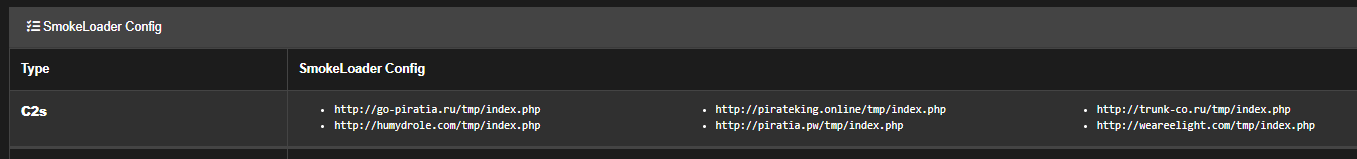 SmokeLoader Config
Type SmokeLoader Config
C2s
http://go-piratia.ru/tmp/index.php http://pirateking.online/tmp/index.php http://trunk-co.ru/tmp/index.php
http://humydrole.com/tmp/index.php http://piratia.pw/tmp/index.php http://weareelight.com/tmp/index.php